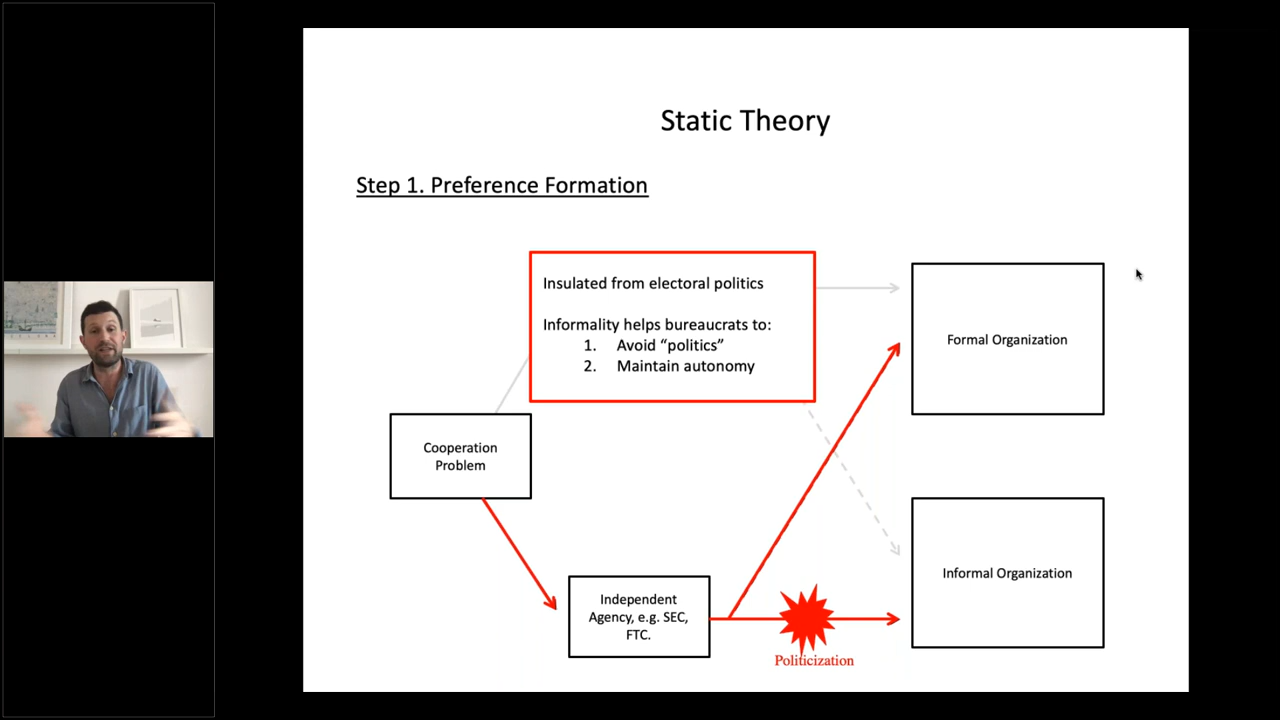 Static Theory
Step 1. Preference Formation
Insulated from electoral politics
Informality helps bureaucrats to:
1. Avoid “politics”
2. Maintain autonomy
Formal Organization
Cooperation
Problem
Informal Organization
Independent
Agency, e.g. SEC,
FTC.
Politicization